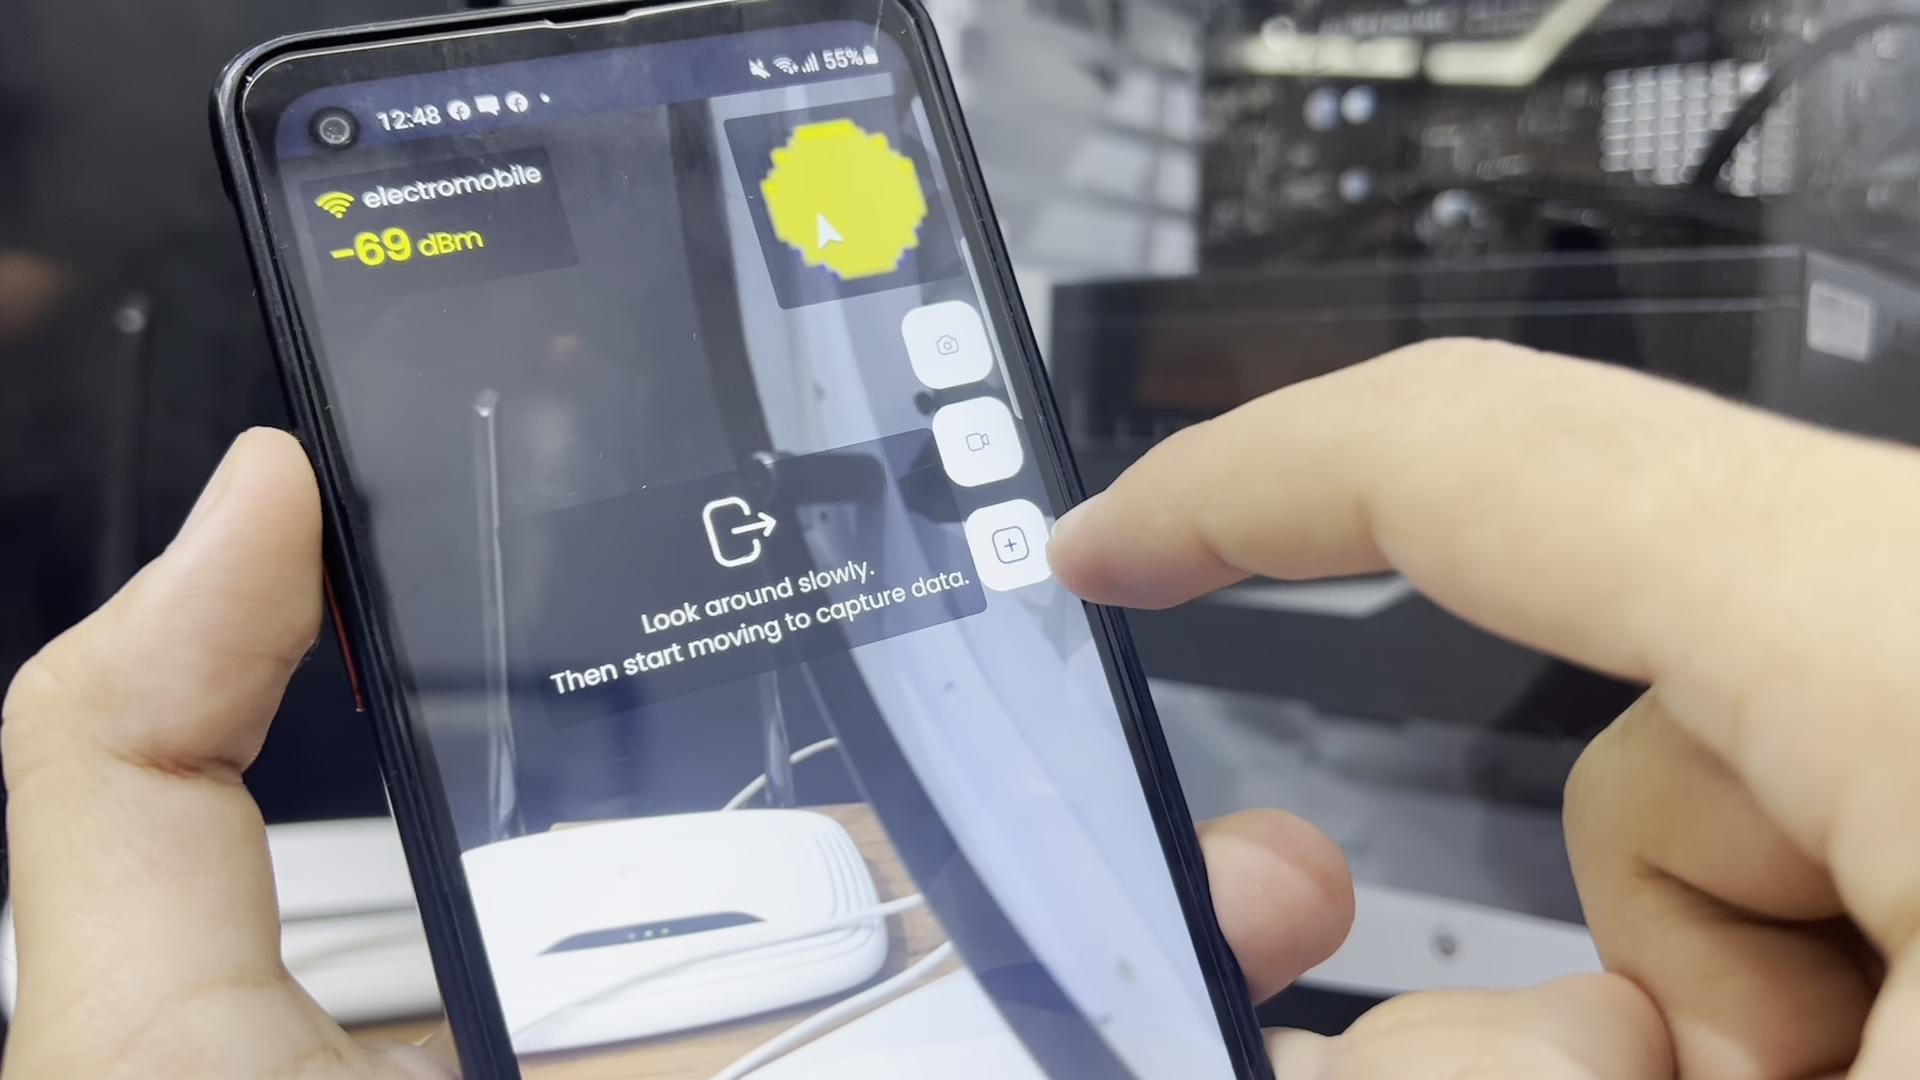 12:48
55%
electromobile
-69 dBm
Look around slowly.
Then start moving to capture data.